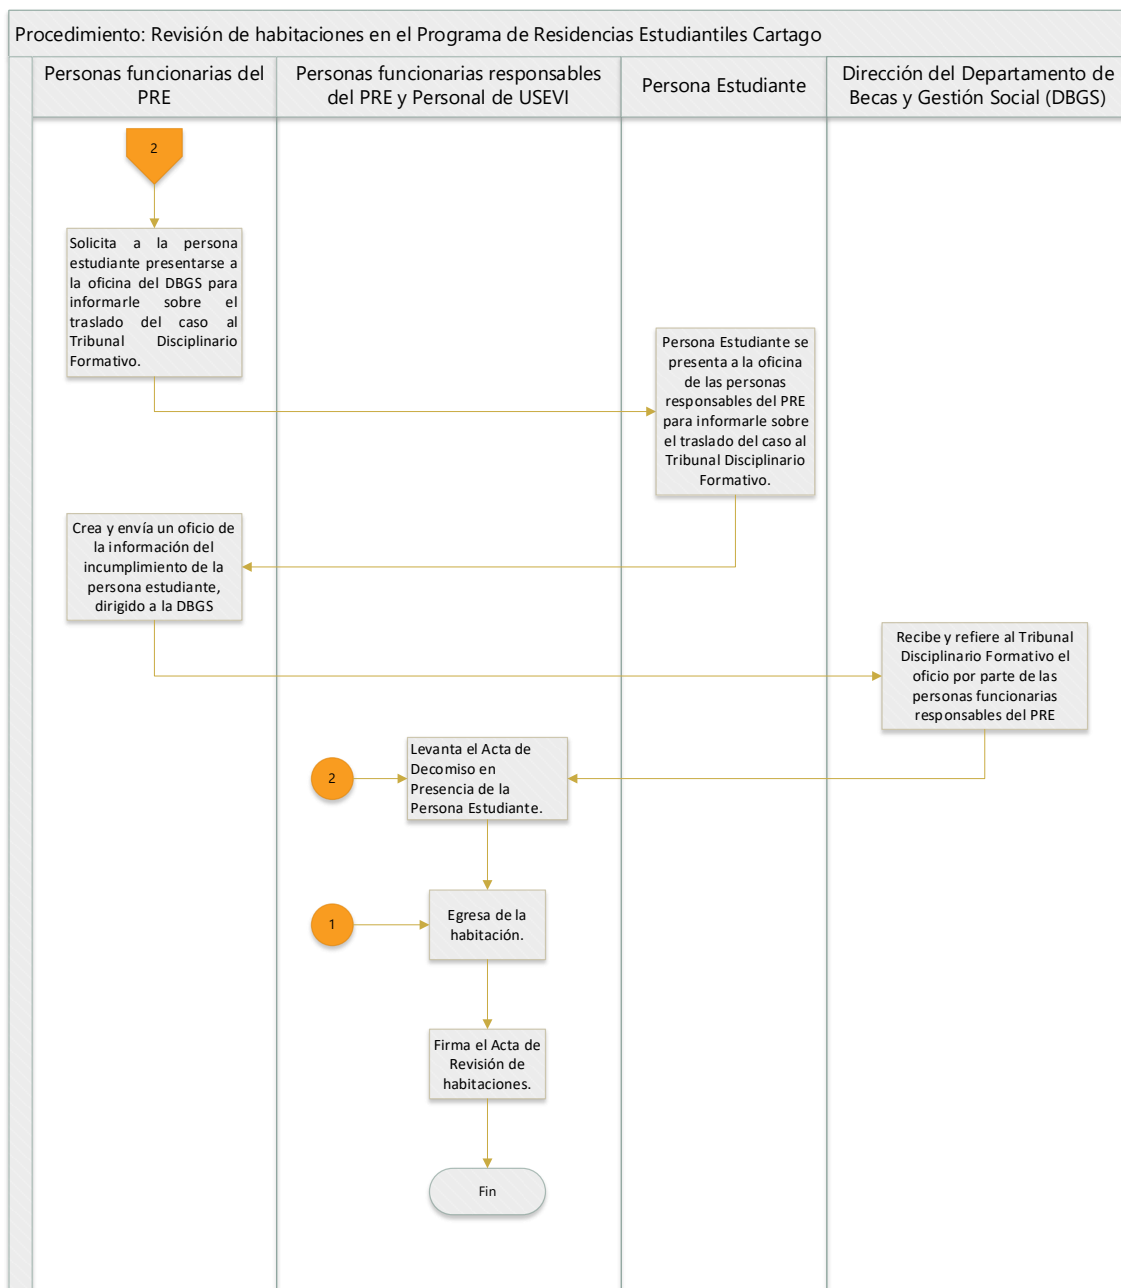 Procedimiento: Revisión de habitaciones en el Programa de Residencias Estudiantiles Cartago
Personas funcionarias del
PRE
Personas funcionarias responsables
del PRE y Personal de USEVI
Persona Estudiante
Dirección del Departamento de
Becas y Gestión Social (DBGS)
2
Solicita a la persona
estudiante presentarse a
la oficina del DBGS para
informarle sobre el
traslado del caso al
Tribunal Disciplinario
Formativo.
Persona Estudiante se
presenta a la oficina
de las personas
responsables del PRE
para informarle sobre
el traslado del caso al
Tribunal Disciplinario
Formativo.
Crea y envía un oficio de
la información del
incumplimiento de la
persona estudiante,
dirigido a la DBGS
Recibe y refiere al Tribunal
Disciplinario Formativo el
oficio por parte de las
personas funcionarias
responsables del PRE
2
Levanta el Acta de
Decomiso en
Presencia de la
Persona Estudiante.
1
Egresa de la
habitación.
Firma el Acta de
Revisión de
habitaciones.
Fin